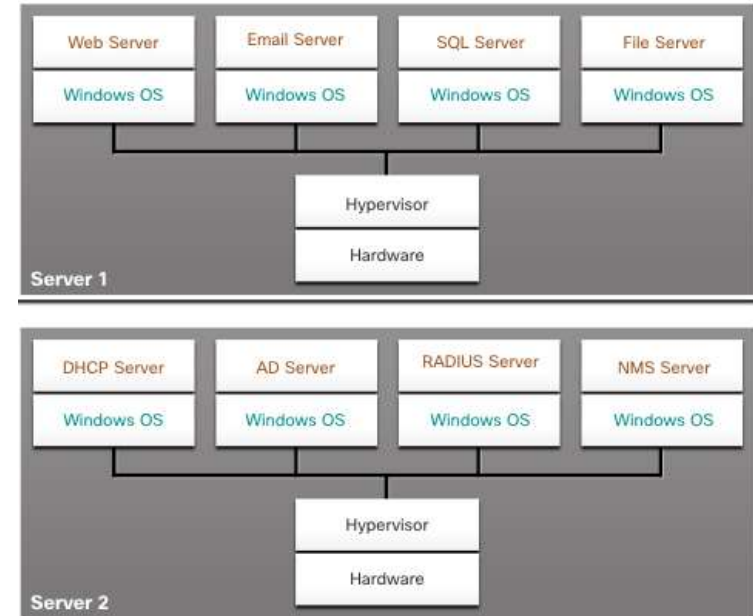 Web Server
Email Server
SQL Server
File Server
Windows OS
Windows OS
Windows OS
Windows OS
Hypervisor
Hardware
Server 1
DHCP Server
AD Server
RADIUS Server
NMS Server
Windows OS
Windows OS
Windows OS
Windows OS
Hypervisor
Hardware
Server 2